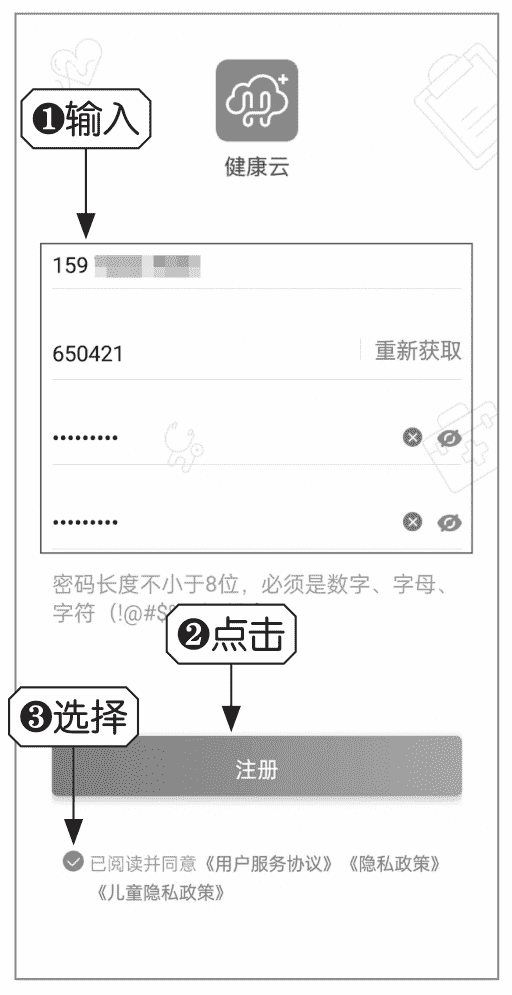 健康云
❶输入
159
650421
重新获取
•••••••••
•••••••••
密码长度不小于8位，必须是数字、字母、
字符（!@#$
❷点击
❸选择
注册
已阅读并同意《用户服务协议》《隐私政策》
《儿童隐私政策》